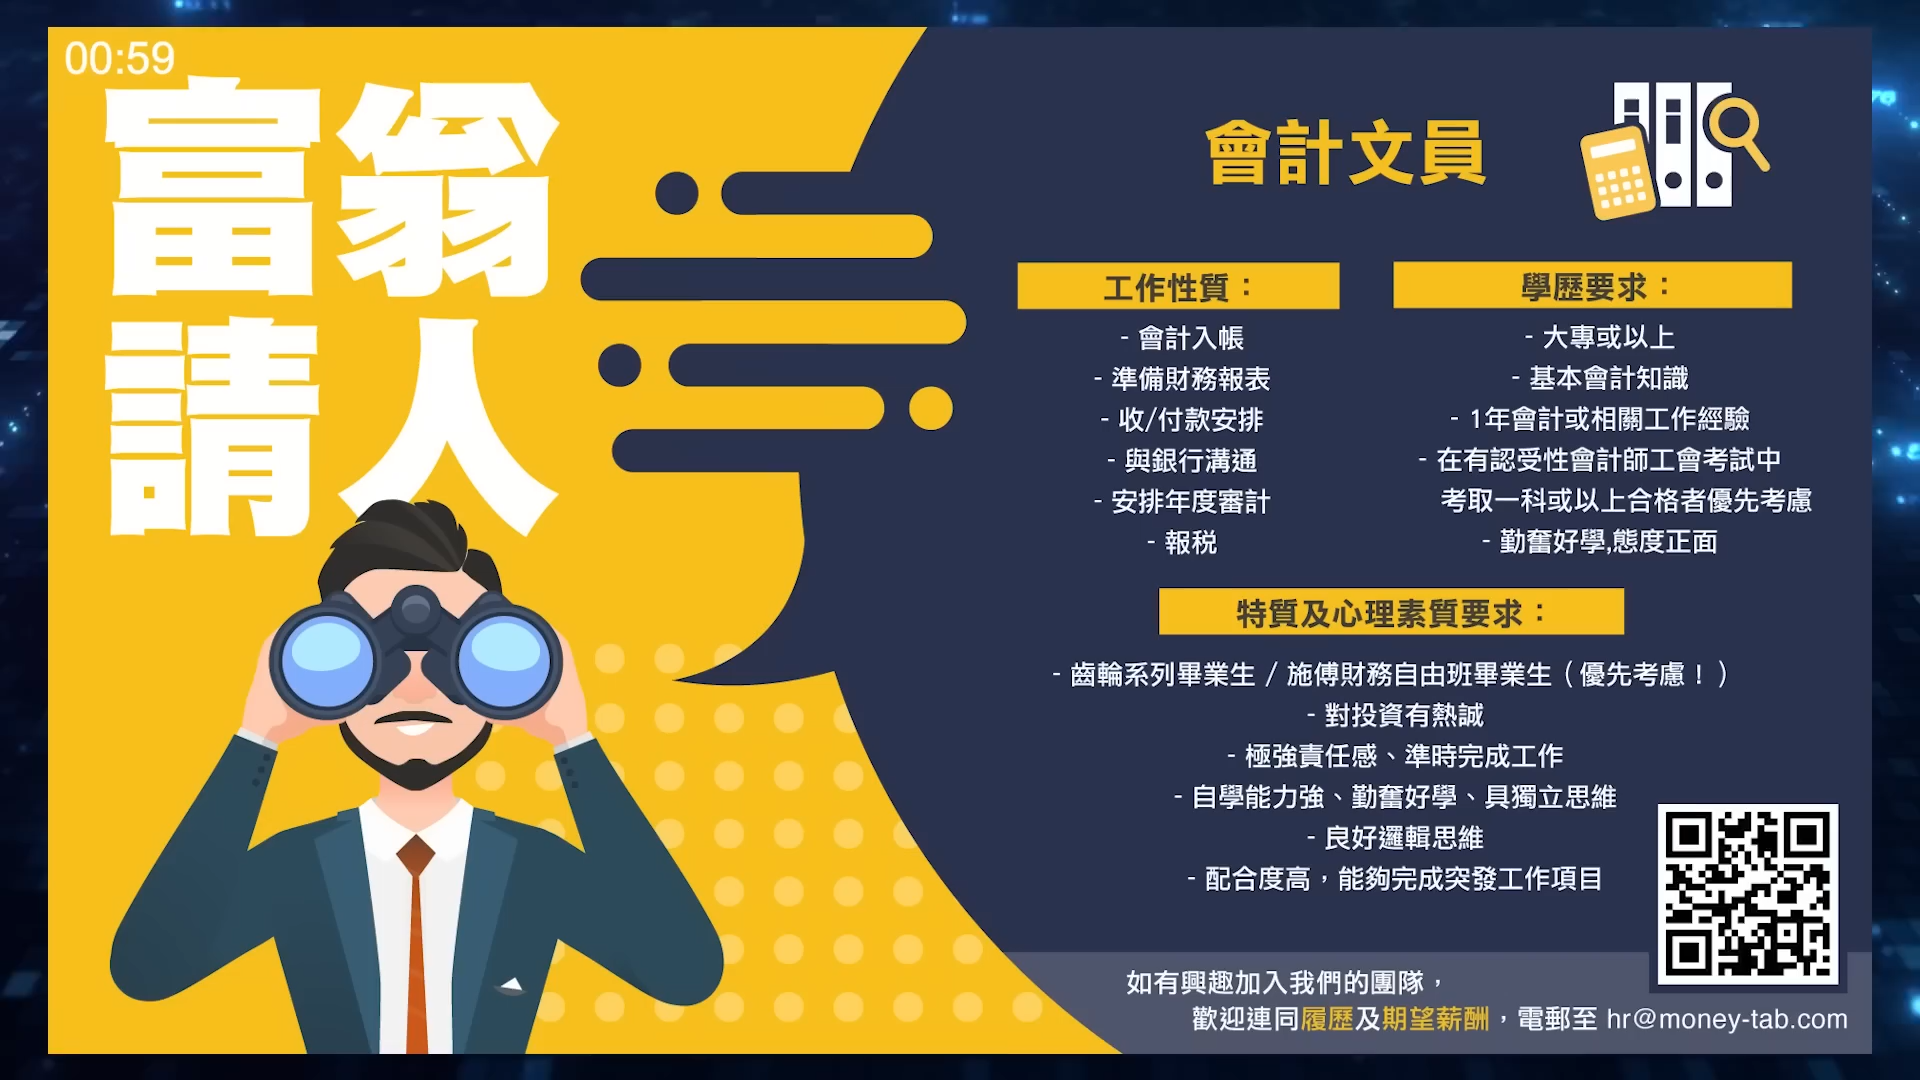 00:59
富翁
請人
會計文員
工作性質：
- 會計入帳
- 準備財務報表
- 收/付款安排
- 與銀行溝通
- 安排年度審計
- 報税
學歷要求：
- 大專或以上
- 基本會計知識
- 1年會計或相關工作經驗
- 在有認受性會計師工會考試中
考取一科或以上合格者優先考慮
- 勤奮好學,態度正面
特質及心理素質要求：
- 齒輪系列畢業生 / 施傅財務自由班畢業生（優先考慮！）
- 對投資有熱誠
- 極強責任感、準時完成工作
- 自學能力強、勤奮好學、具獨立思維
- 良好邏輯思維
- 配合度高，能夠完成突發工作項目
如有興趣加入我們的團隊，
歡迎連同履歷及期望薪酬，電郵至 hr@money-tab.com